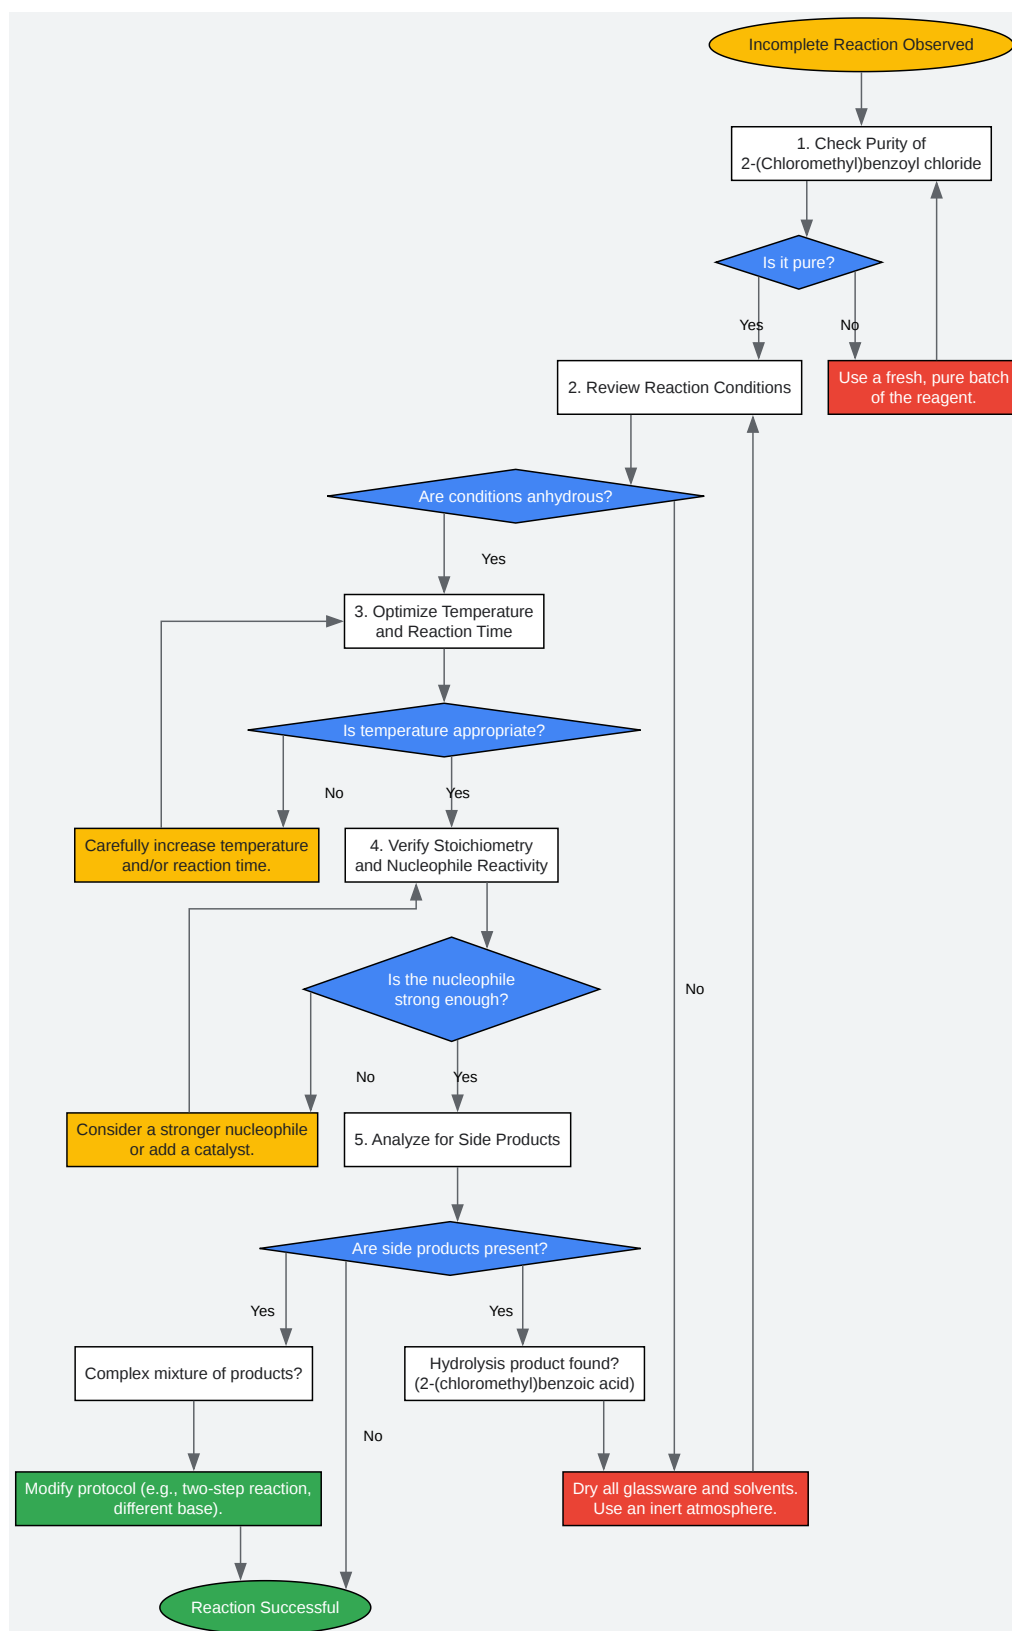 Incomplete Reaction Observed
1. Check Purity of
2-(Chloromethyl)benzoyl chloride
Is it pure?
Yes
No
2. Review Reaction Conditions
Use a fresh, pure batch
of the reagent.
Are conditions anhydrous?
Yes
3. Optimize Temperature
and Reaction Time
Is temperature appropriate?
No
Yes
Carefully increase temperature
and/or reaction time.
4. Verify Stoichiometry
and Nucleophile Reactivity
Is the nucleophile
strong enough?
No
No
Yes
Consider a stronger nucleophile
or add a catalyst.
5. Analyze for Side Products
Are side products present?
Yes
Yes
Complex mixture of products?
Hydrolysis product found?
(2-(chloromethyl)benzoic acid)
No
Modify protocol (e.g., two-step reaction,
different base).
Dry all glassware and solvents.
Use an inert atmosphere.
Reaction Successful